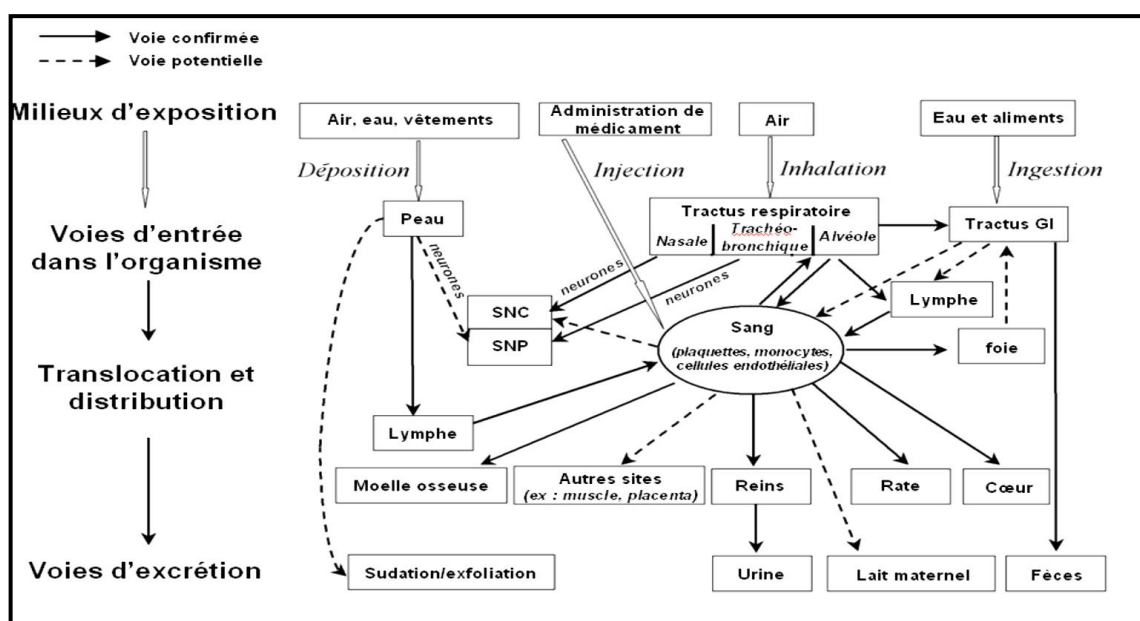 Voie confirmée
Voie potentielle
Milieux d'exposition
Air, eau, vêtements
Administration de
médicament
Air
Eau et aliments
Déposition
Injection
Inhalation
Ingestion
Voies d'entrée
dans l'organisme
Peau
Tractus respiratoire
Nasale
Trachéo-
bronchique
Alvéole
Tractus GI
neurones
neurones
neurones
SNC
SNP
Lymphe
Sang
(plaquettes, monocytes,
cellules endothéliales)
foie
Translocation et
distribution
Lymphe
Moelle osseuse
Autres sites
(ex : muscle, placenta)
Reins
Rate
Cœur
Voies d'excrétion
Sudation/exfoliation
Urine
Lait maternel
Fèces